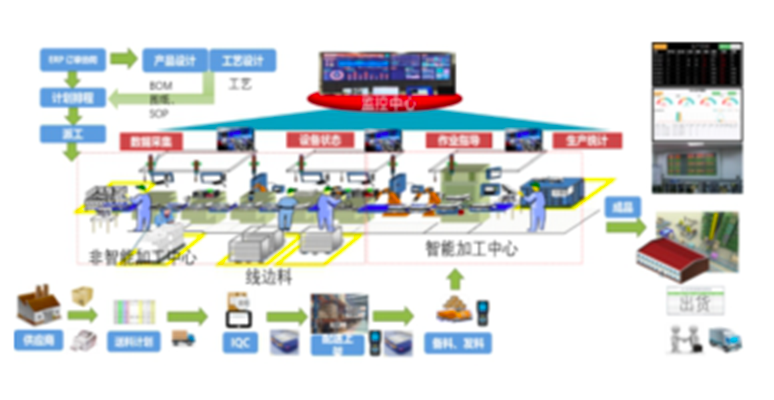 ERP 订单协同
产品设计
工艺设计
BOM
SOP
工艺
计划排程
派工
监控中心
数据采集
设备状态
作业指导
生产统计
非智能加工中心
线边料
智能加工中心
成品
出货
供应商
送料计划
IQC
配送上
备料、发料